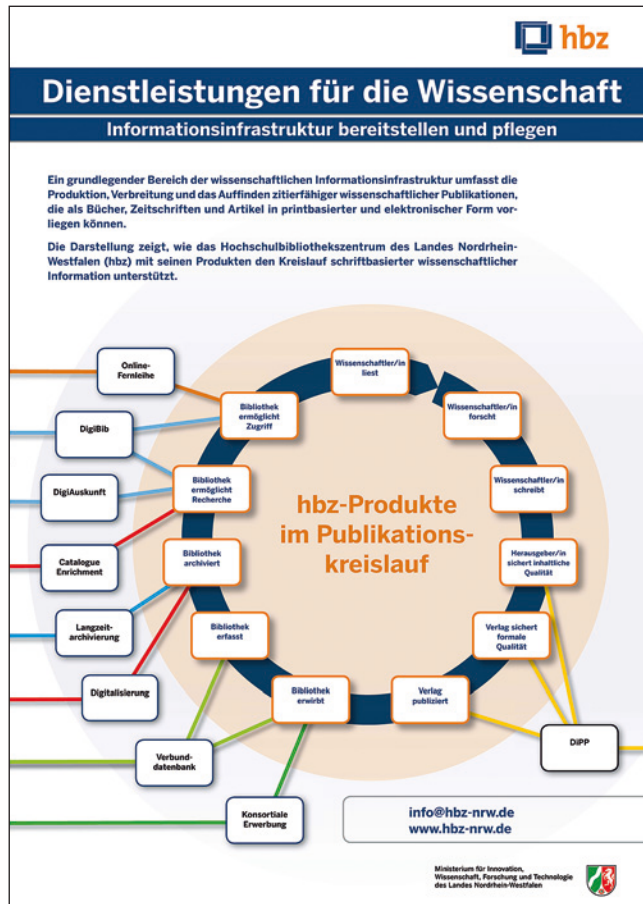 hbz
Dienstleistungen für die Wissenschaft
Informationsinfrastruktur bereitstellen und pflegen
Ein grundlegender Bereich der wissenschaftlichen Informationsinfrastruktur umfasst die
Produktion, Verbreitung und das Auffinden zitierfähiger wissenschaftlicher Publikationen,
die als Bücher, Zeitschriften und Artikel in printbasierter und elektronischer Form vor-
liegen können.
Die Darstellung zeigt, wie das Hochschulbibliothekszentrum des Landes Nordrhein-
Westfalen (hbz) mit seinen Produkten den Kreislauf schriftbasierter wissenschaftlicher
Information unterstützt.
Wissenschaftler/in
liest
Wissenschaftler/in
forscht
Wissenschaftler/in
schreibt
Herausgeber/in
sichert inhaltliche
Qualität
Verlag sichert
formale
Qualität
Verlag
publiziert
Bibliothek
erwirbt
Bibliothek
erfasst
Bibliothek
archiviert
Bibliothek
ermöglicht
Recherche
Bibliothek
ermöglicht
Zugriff
hbz-Produkte
im Publikations-
kreislauf
Online-
Fernleihe
DigiBib
DigiAuskunft
Catalogue
Enrichment
Langzeit-
archivierung
Digitalisierung
Verbund-
datenbank
Konsortiale
Erwerbung
DiPP
info@hbz-nrw.de
www.hbz-nrw.de
Ministerium für Innovation,
Wissenschaft, Forschung und Technologie
des Landes Nordrhein-Westfalen